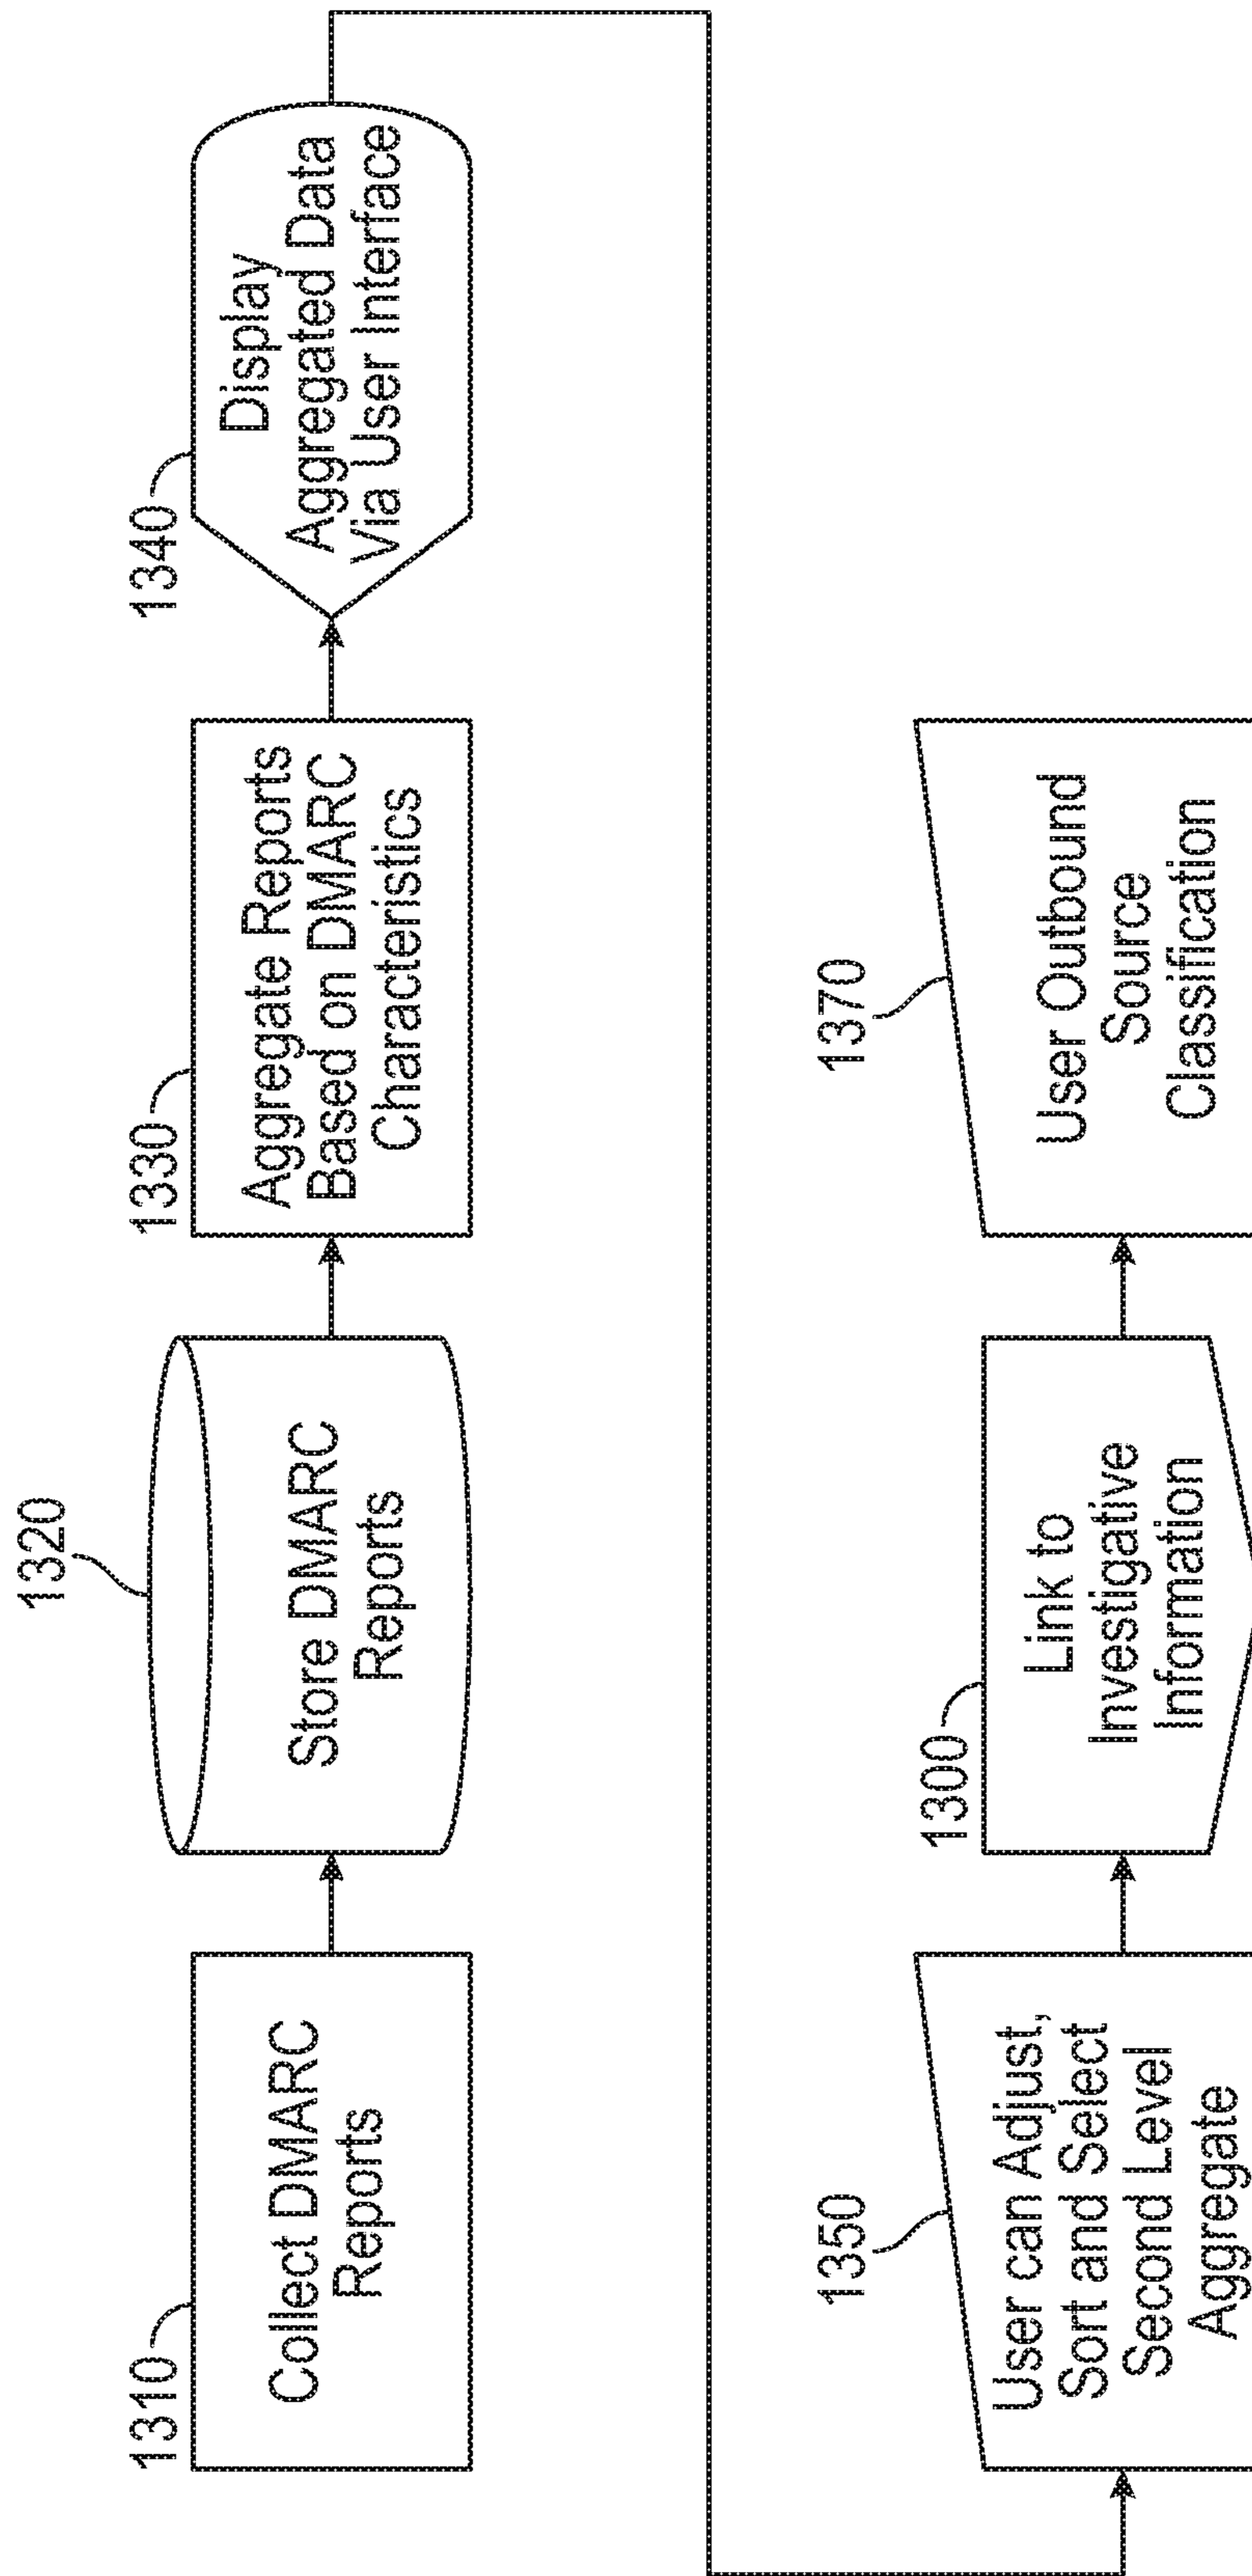 1310
Collect DMARC
Reports
1320
Store DMARC
Reports
1330
Aggregate Reports
Based on DMARC
Characteristics
1340
Display
Aggregated Data
Via User Interface
1350
User can Adjust,
Sort and Select
Second Level
Aggregate
1300
Link to
Investigative
Information
1370
User Outbound
Source
Classification